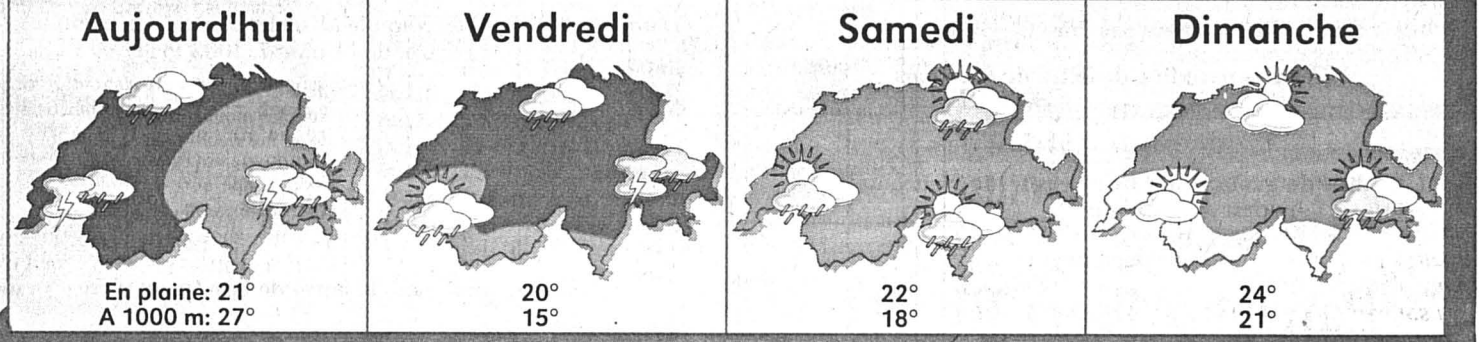 Aujourd'hui
En plaine: 21°
A 1000 m: 27°
Vendredi
20°
15°
Samedi
22°
18°
Dimanche
24°
21°